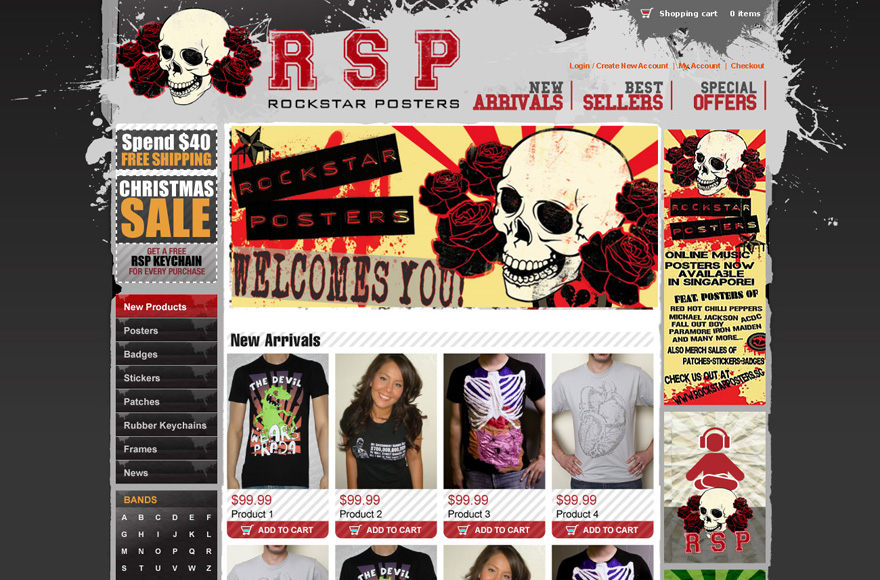 Shopping cart 0 items
Login / Create New Account | My Account | Checkout
RSP
ROCKSTAR POSTERS
NEW
ARRIVALS
BEST
SELLERS
SPECIAL
OFFERS
Spend $40
FREE SHIPPING
CHRISTMAS
SALE
GET A FREE
RSP KEYCHAIN
FOR EVERY PURCHASE
New Products
Posters
Badges
Stickers
Patches
Rubber Keychains
Frames
News
BANDS
A B C D E F
G H I J K L
M N O P Q R
S T U V W Z
ROCKSTAR
POSTERS
WELCOMES YOU!
New Arrivals
THE DEVIL
WEARS
PRADA
$99.99
Product 1
ADD TO CART
$99.99
Product 2
ADD TO CART
$99.99
Product 3
ADD TO CART
$99.99
Product 4
ADD TO CART
THE DEVIL
ROCKSTAR
POSTERS
ONLINE MUSIC
POSTERS NOW
AVAILABLE
IN SINGAPORE!
FEAT. POSTERS OF
RED HOT CHILLI PEPPERS
MICHAEL JACKSON ACDC
FALL OUT BOY
PARAMORE IRON MAIDEN
AND MANY MORE...
ALSO MERCH SALES OF
PATCHES-STICKERS-BADGES
CHECK US OUT AT
WWW.ROCKSTARPOSTERS.SG
RSP